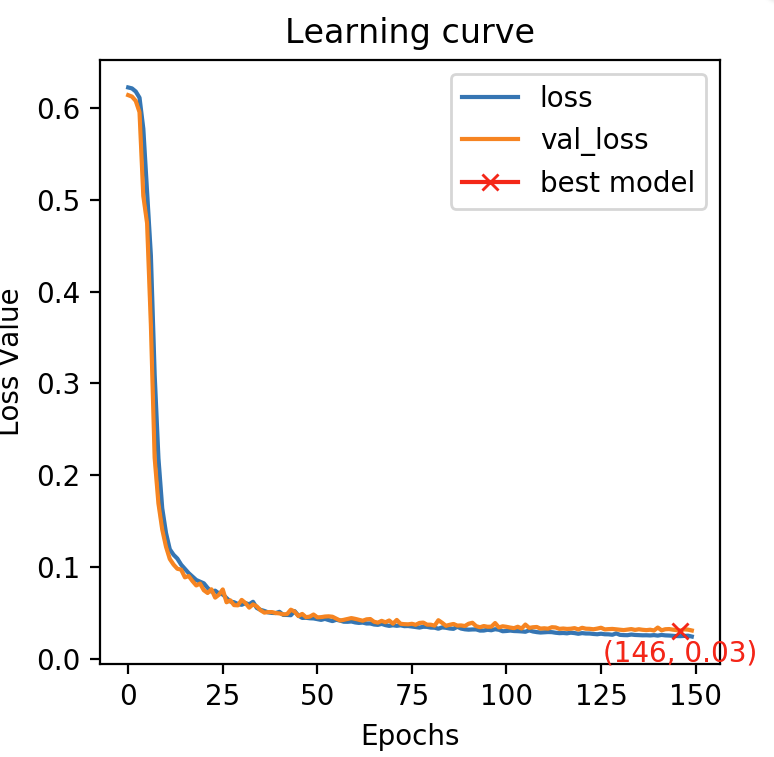 Learning curve
loss
val_loss
best model
0.6
0.5
0.4
0.3
0.2
0.1
0.0
Loss Value
(146, 0.03)
0 25 50 75 100 125 150
Epochs